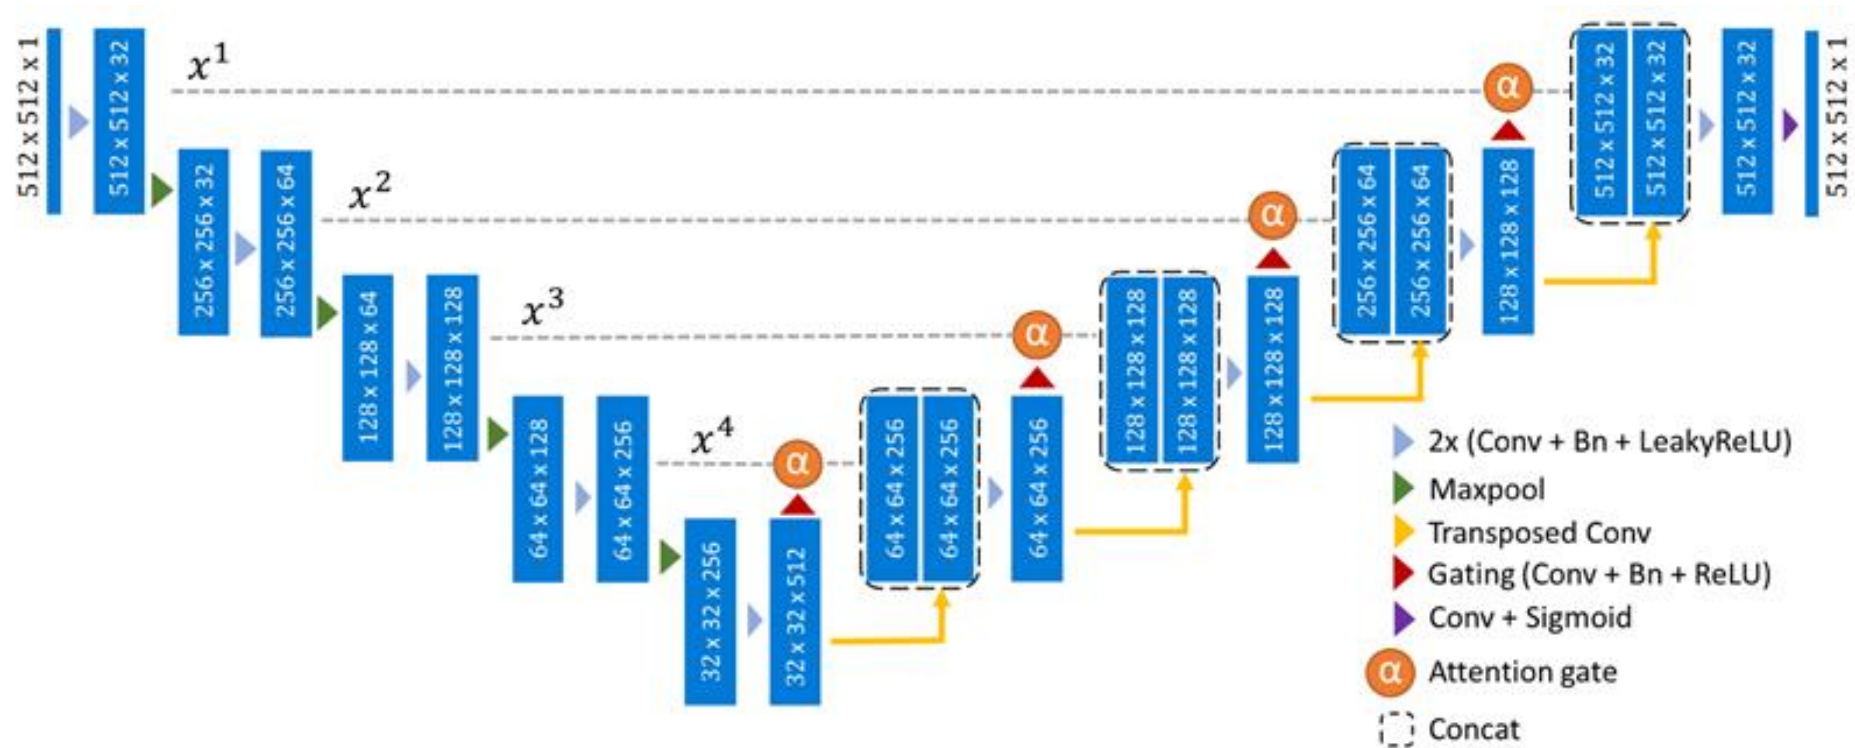 512 x 512 x 1
512 x 512 x 32
x¹
256 x 256 x 32
256 x 256 x 64
x²
128 x 128 x 64
128 x 128 x 128
x³
64 x 64 x 128
64 x 64 x 256
x⁴
32 x 32 x 256
32 x 32 x 512
α
64 x 64 x 256
64 x 64 x 256
64 x 64 x 256
α
128 x 128 x 128
128 x 128 x 128
128 x 128 x 128
α
256 x 256 x 64
256 x 256 x 64
128 x 128 x 128
α
512 x 512 x 32
512 x 512 x 32
512 x 512 x 32
512 x 512 x 1
2x (Conv + Bn + LeakyReLU)
Maxpool
Transposed Conv
Gating (Conv + Bn + ReLU)
Conv + Sigmoid
α Attention gate
Concat